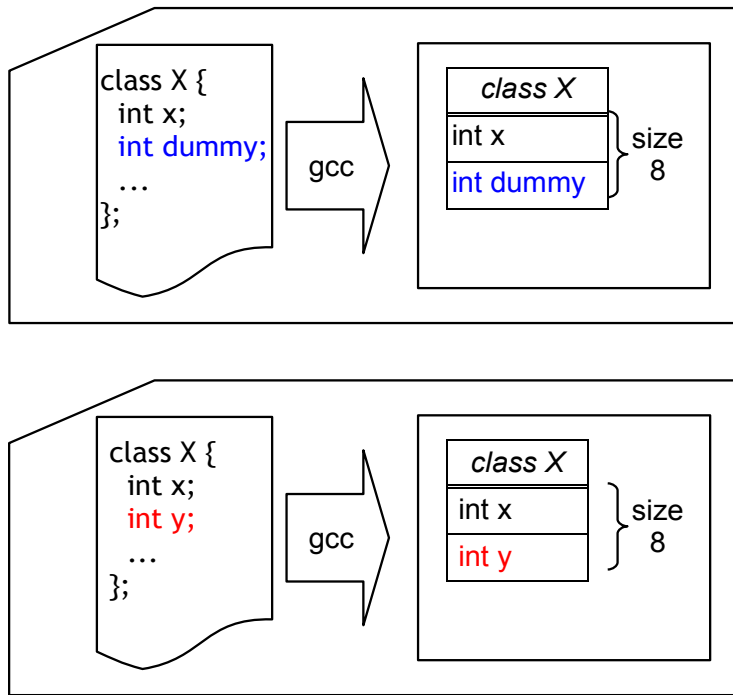 class X {
int x;
int dummy;
...
};
gcc
class X
int x
int dummy
size
8
class X {
int x;
int y;
...
};
gcc
class X
int x
int y
size
8